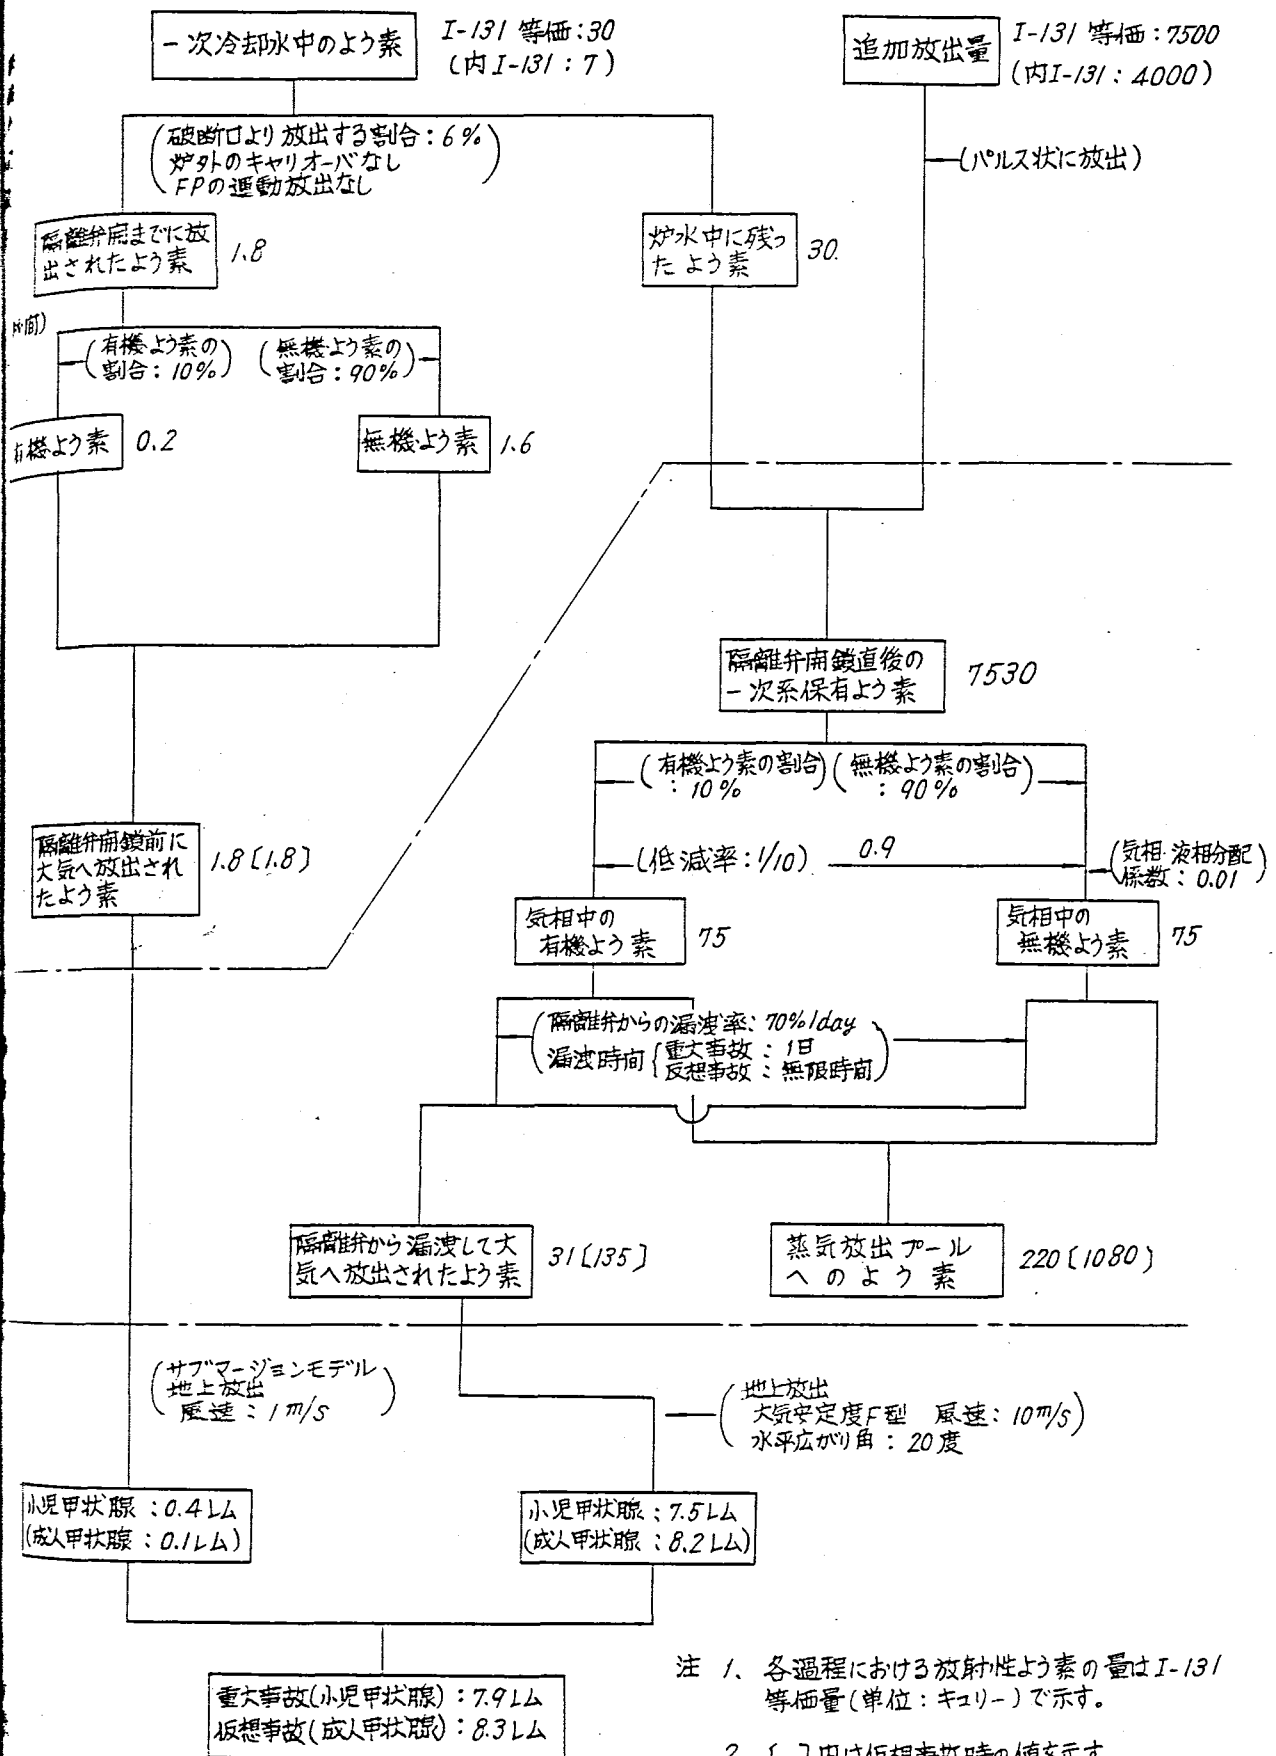 一次冷却水中のよう素
I-131 等価:30
(内I-131:7)
追加放出量
I-131 等価:7500
(内I-131:4000)
(破断口より放出する割合:6%
炉外のキャリオーバなし
FPの運動放出なし)
(パルス状に放出)
隔離弁
までに放
出されたよう素
1.8
炉水中に残っ
たよう素
30.
時間)
(有機よう素の
割合:10%)
(無機よう素の
割合:90%)
有機よう素
0.2
無機よう素
1.6
隔離弁閉鎖直後の
一次系保有よう素
7530
(有機よう素の割合
:10%)
(無機よう素の割合
:90%)
(低減率:1/10)
0.9
(気相・液相分配
係数:0.01)
隔離弁閉鎖前に
大気へ放出され
たよう素
1.8[1.8]
気相中の
有機よう素
75
気相中の
無機よう素
75
(隔離弁からの漏洩率:70%/day
漏洩時間{重大事故:1日
仮想事故:無限時間)
隔離弁から漏洩して大
気へ放出されたよう素
31[135]
蒸気放出プール
へのよう素
220[1080)
(サブマージョンモデル
地上放出
風速:1m/s)
(地上放出
大気安定度F型 風速:10m/s)
水平広がり角:20度
小児甲状腺:0.4レム
(成人甲状腺:0.1レム)
小児甲状腺:7.5レム
(成人甲状腺:8.2レム)
重大事故(小児甲状腺):7.9レム
仮想事故(成人甲状腺):8.3レム
注 1、各過程における放射性よう素の量はI-131
等価量(単位:キュリー)で示す。
2、[ ]内は仮想事故時の値を示す